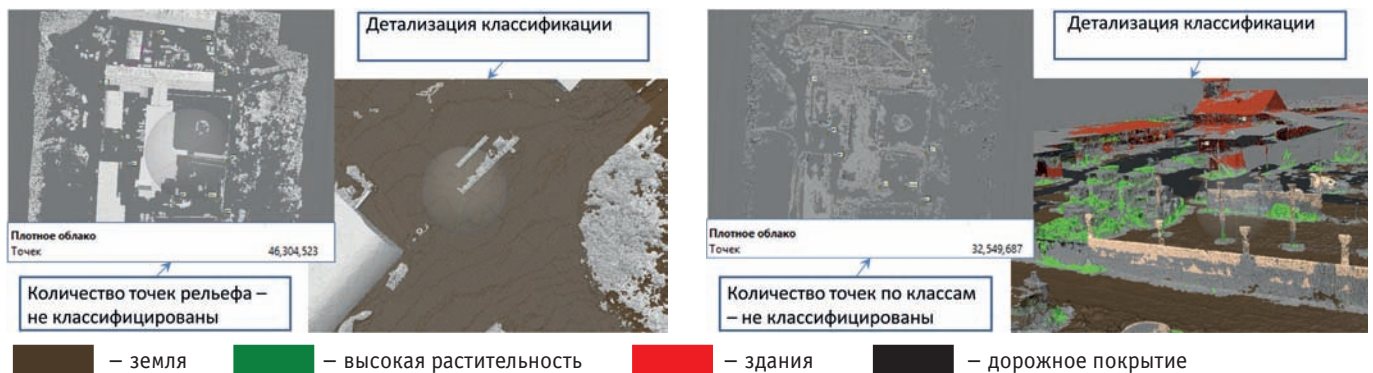 Детализация классификации
Плотное облако
Точек 46,304,523
Количество точек рельефа –
не классифицированы
Детализация классификации
Плотное облако
Точек 32,549,687
Количество точек по классам
– не классифицированы
– земля – высокая растительность – здания – дорожное покрытие